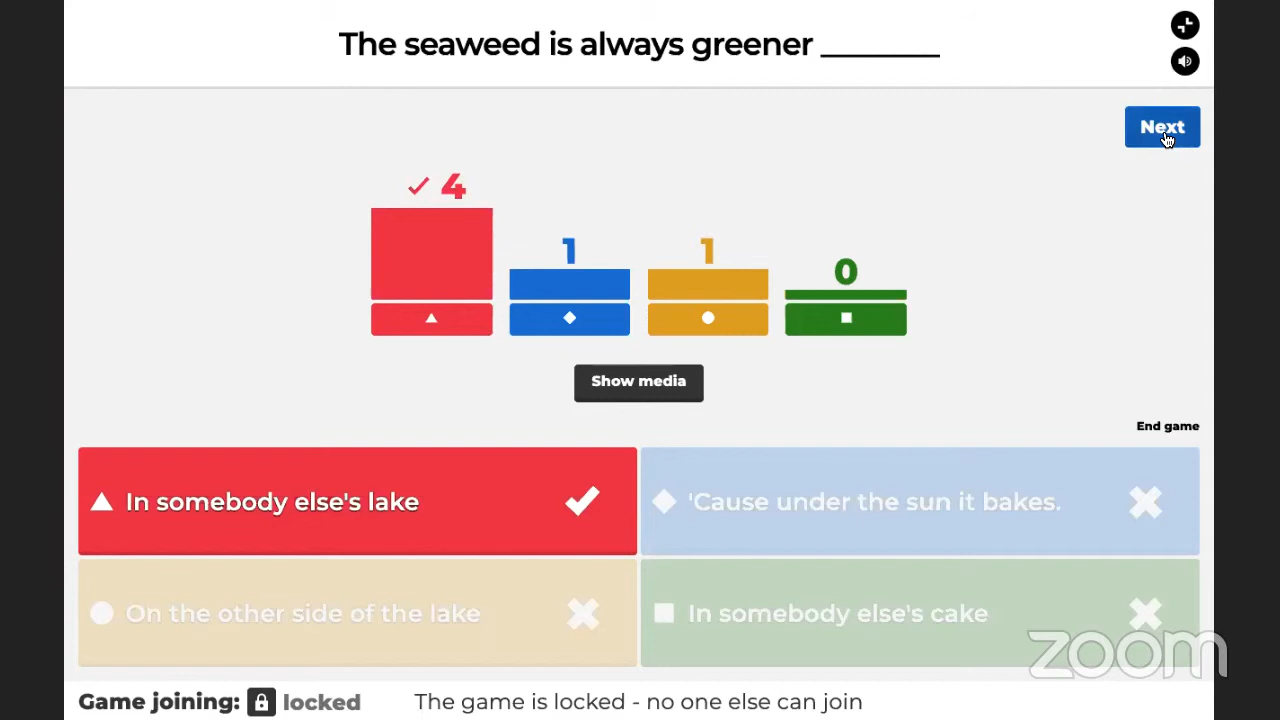 The seaweed is always greener ________
Next
4
1
1
0
Show media
End game
In somebody else's lake
'Cause under the sun it bakes.
On the other side of the lake
In somebody else's cake
zoom
Game joining: locked
The game is locked - no one else can join